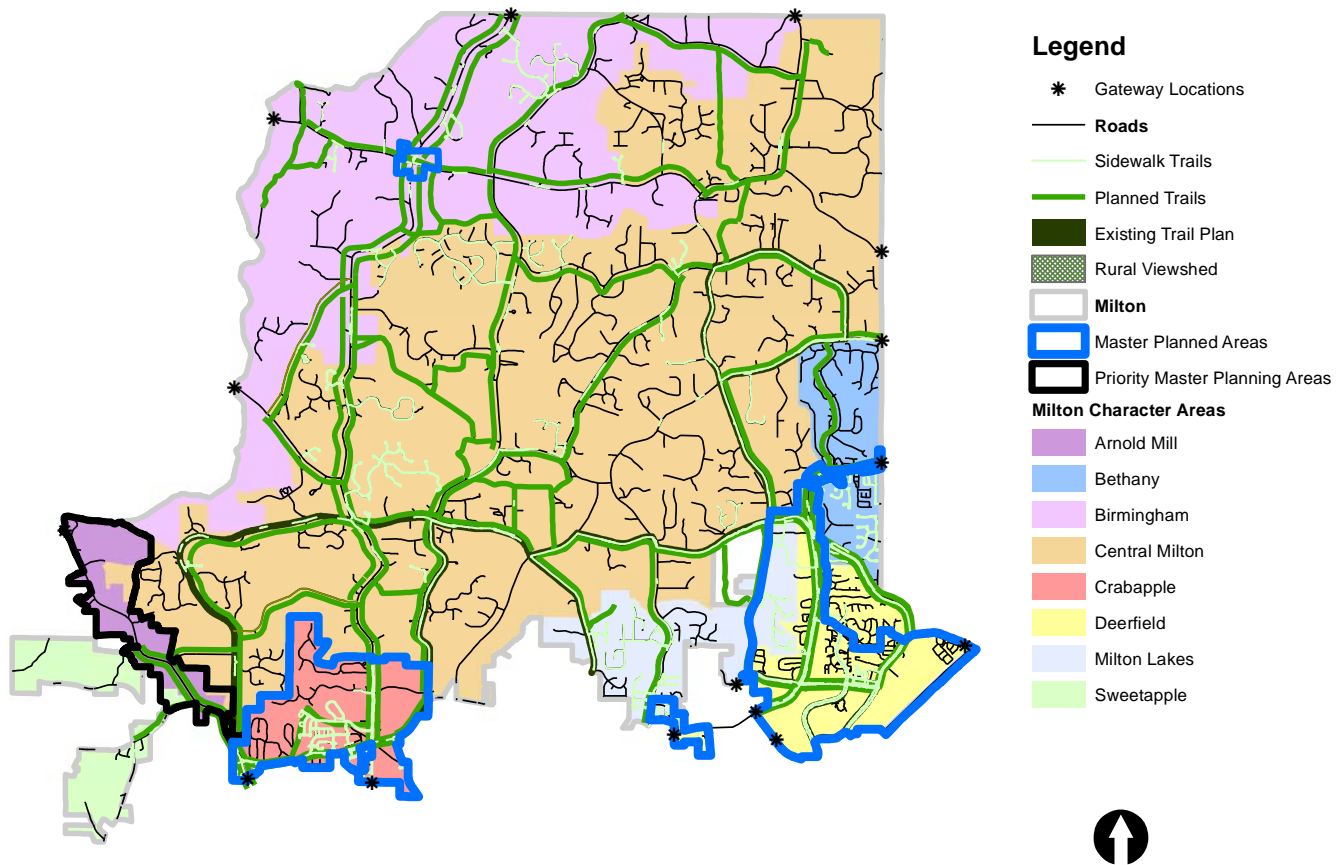 Legend
Gateway Locations
Roads
Sidewalk Trails
Planned Trails
Existing Trail Plan
Rural Viewshed
Milton
Master Planned Areas
Priority Master Planning Areas
Milton Character Areas
Arnold Mill
Bethany
Birmingham
Central Milton
Crabapple
Deerfield
Milton Lakes
Sweetapple